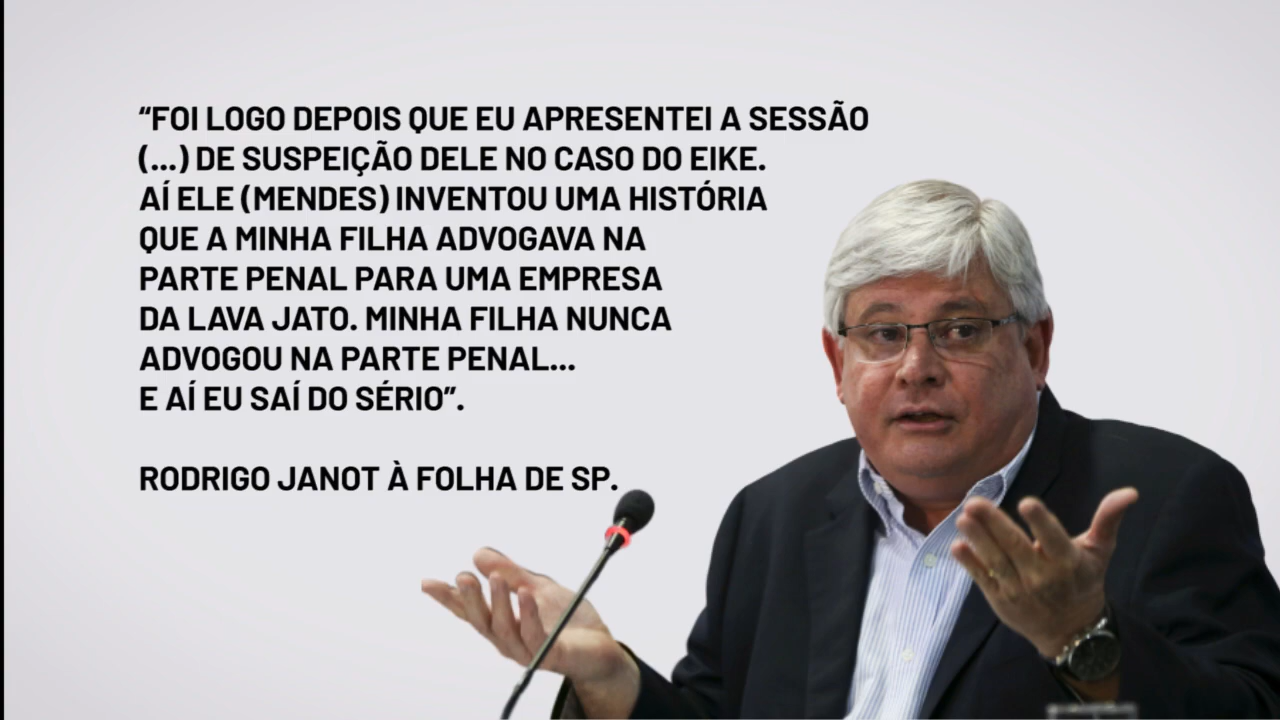 “FOI LOGO DEPOIS QUE EU APRESENTEI A SESSÃO
(...) DE SUSPEIÇÃO DELE NO CASO DO EIKE.
AÍ ELE (MENDES) INVENTOU UMA HISTÓRIA
QUE A MINHA FILHA ADVOGAVA NA
PARTE PENAL PARA UMA EMPRESA
DA LAVA JATO. MINHA FILHA NUNCA
ADVOGOU NA PARTE PENAL...
E AÍ EU SAÍ DO SÉRIO”.
RODRIGO JANOT À FOLHA DE SP.